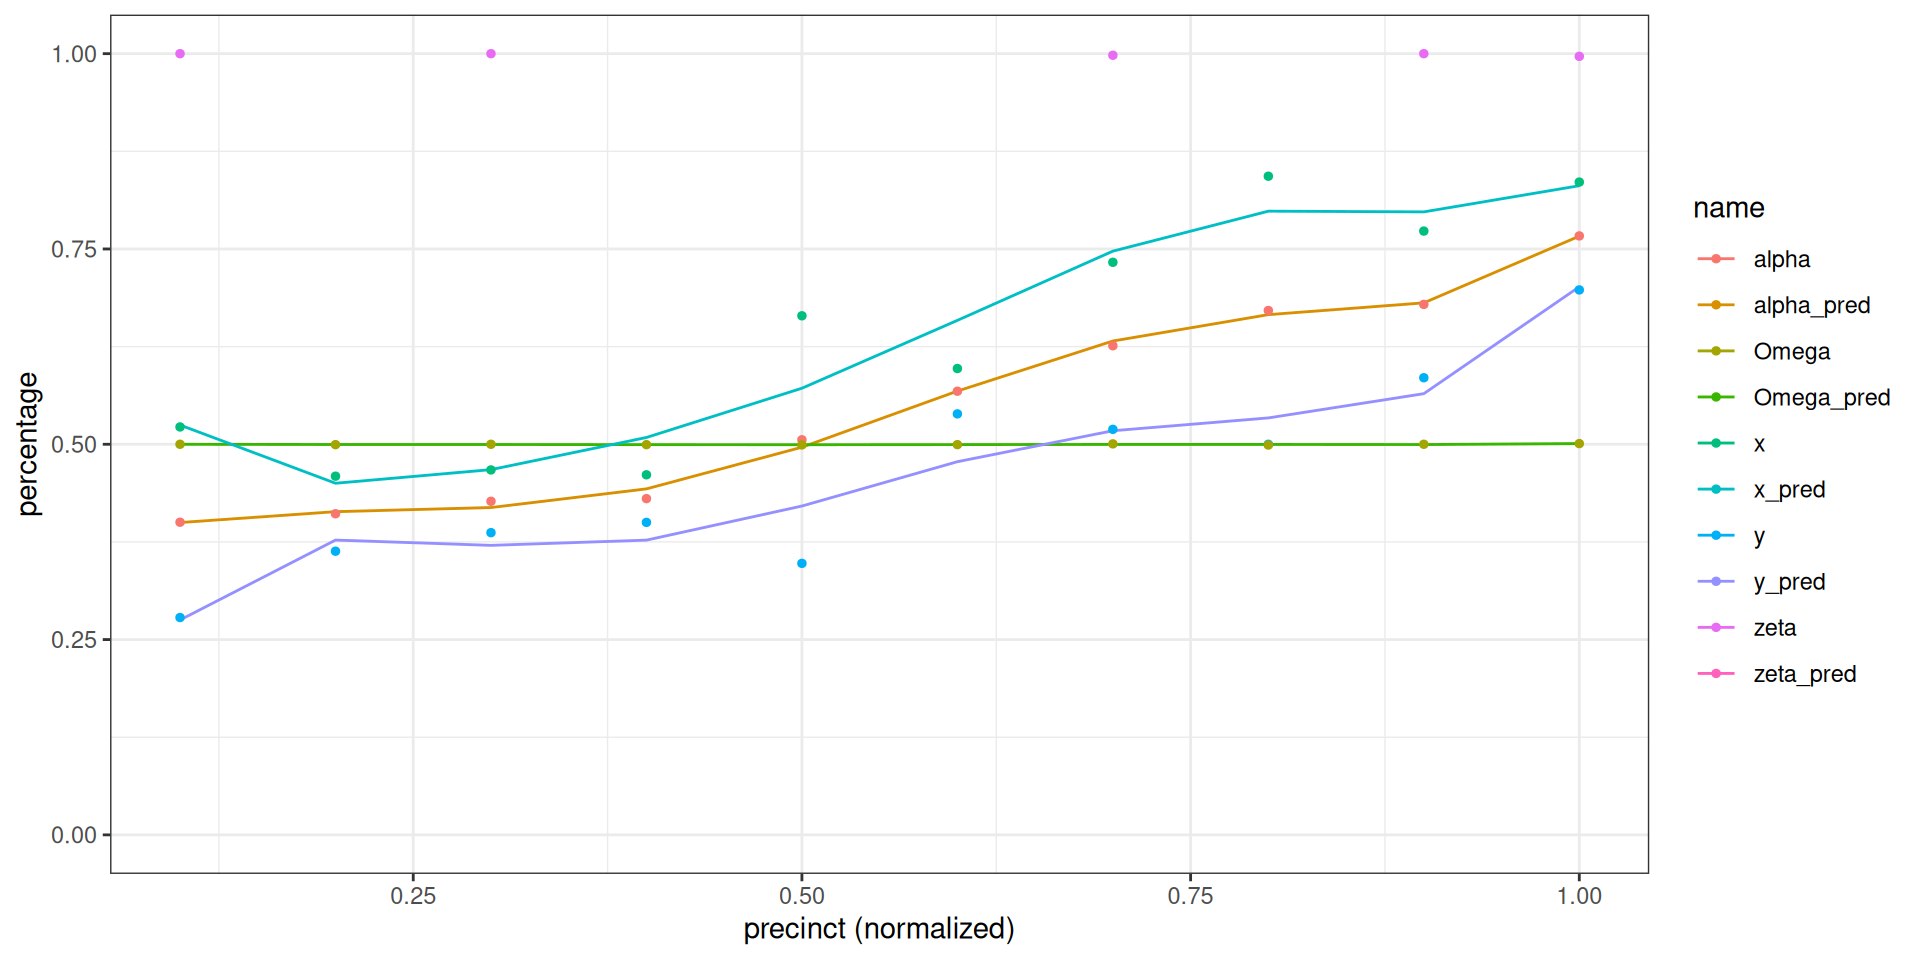 1.00
0.75
0.50
0.25
0.00
percentage
0.25
0.50
0.75
1.00
precinct (normalized)
name
alpha
alpha_pred
Omega
Omega_pred
x
x_pred
y
y_pred
zeta
zeta_pred